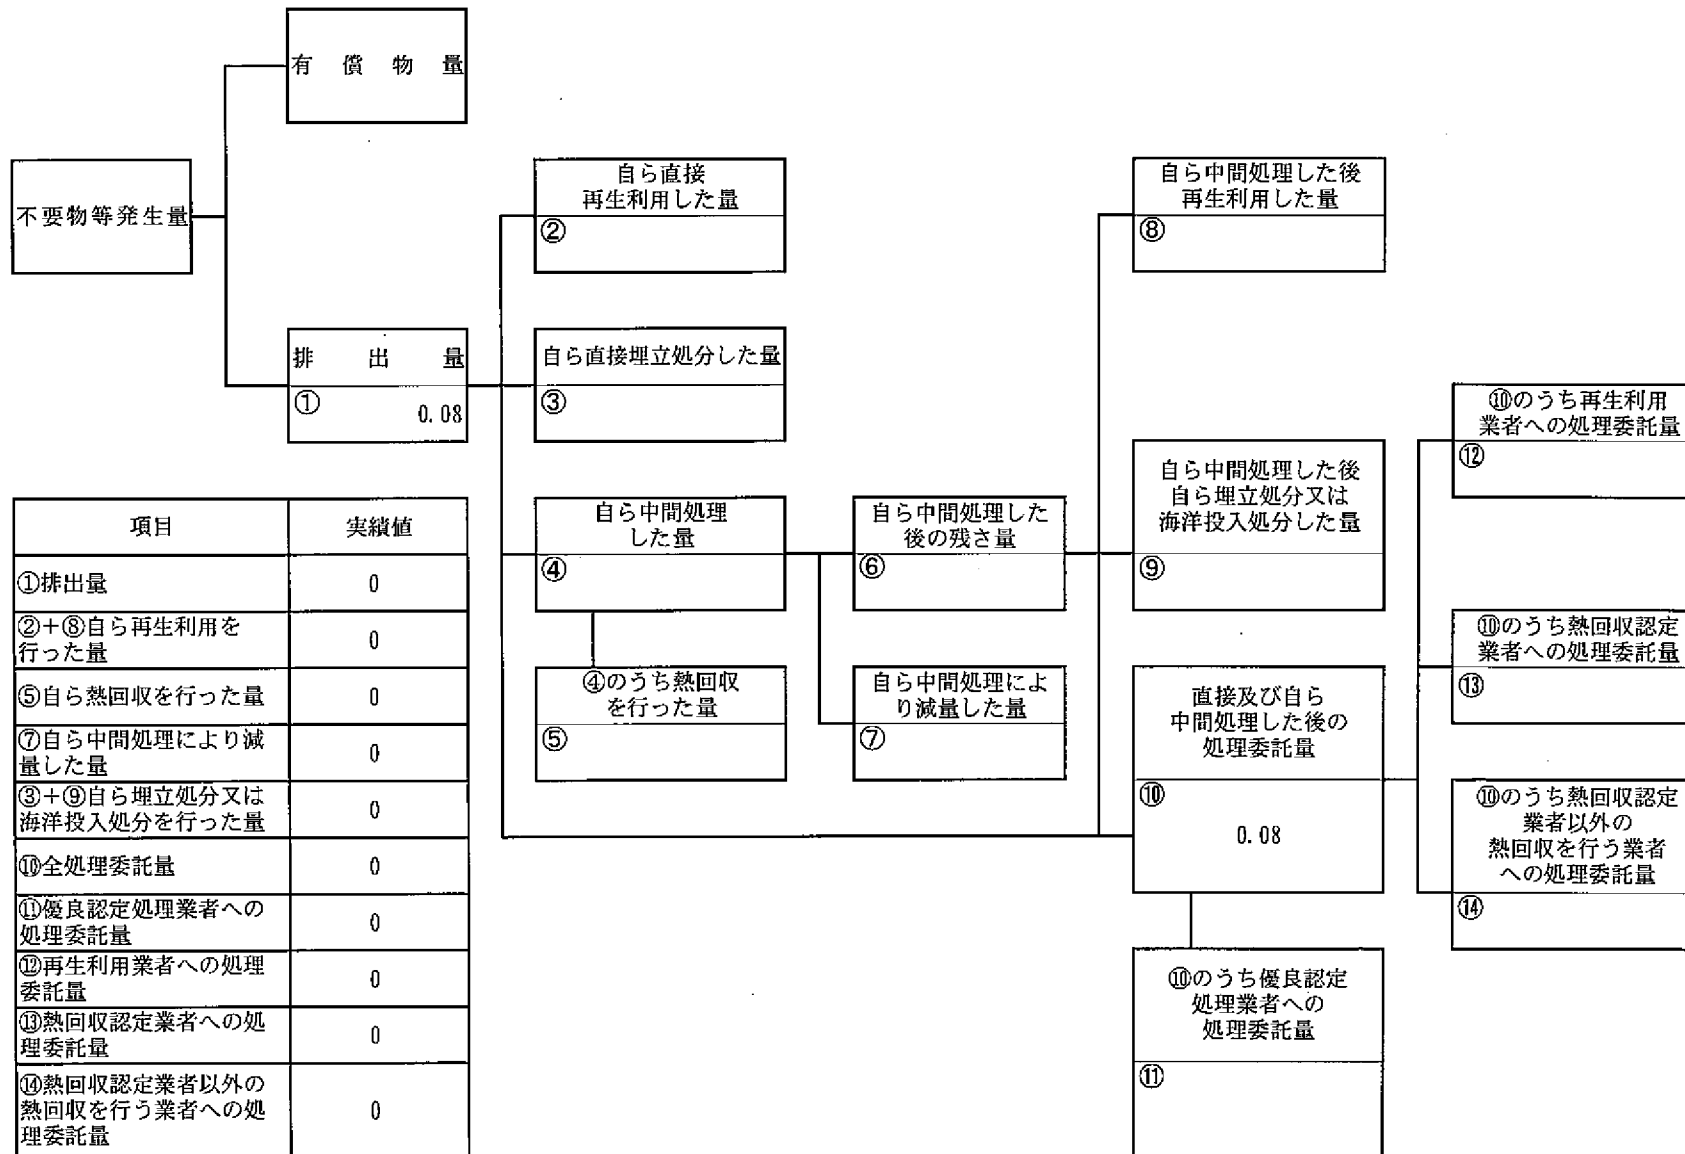 有償物量
不要物等発生量
排出量
①
0.08
自ら直接
再生利用した量
②
自ら直接埋立処分した量
③
自ら中間処理
した量
④
④のうち熱回収
を行った量
⑤
自ら中間処理した
後の残さ量
⑥
自ら中間処理によ
り減量した量
⑦
自ら中間処理した後
再生利用した量
⑧
自ら中間処理した後
自ら埋立処分又は
海洋投入処分した量
⑨
直接及び自ら
中間処理した後の
処理委託量
⑩
0.08
⑩のうち優良認定
処理業者への
処理委託量
⑪
⑩のうち再生利用
業者への処理委託量
⑫
⑩のうち熱回収認定
業者への処理委託量
⑬
⑩のうち熱回収認定
業者以外の
熱回収を行う業者
への処理委託量
⑭
項目 実績値
①排出量 0
②+⑧自ら再生利用を
行った量 0
⑤自ら熱回収を行った量 0
⑦自ら中間処理により減
量した量 0
③+⑨自ら埋立処分又は
海洋投入処分を行った量 0
⑩全処理委託量 0
⑪優良認定処理業者への
処理委託量 0
⑫再生利用業者への処理
委託量 0
⑬熱回収認定業者への処
理委託量 0
⑭熱回収認定業者以外の
熱回収を行う業者への処
理委託量 0